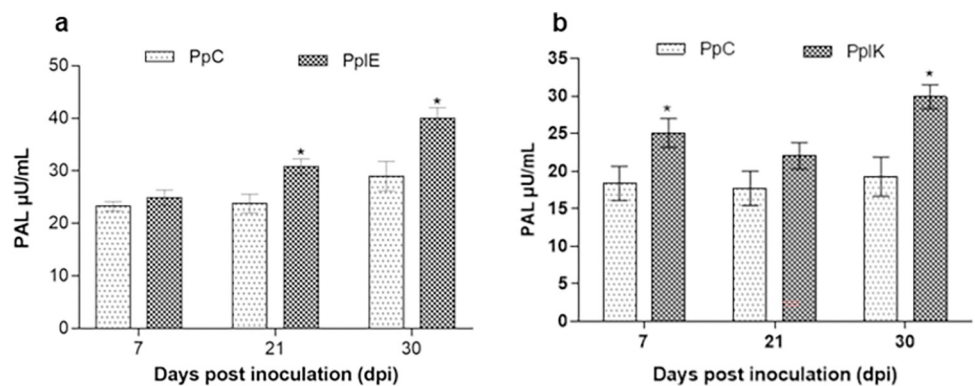 a
PpC
PpIE
PAL µU/mL
50
40
30
20
10
0
*
*
7
21
30
Days post inoculation (dpi)
b
PpC
PpIK
PAL µU/mL
35
30
25
20
15
10
5
0
*
*
7
21
30
Days post inoculation (dpi)